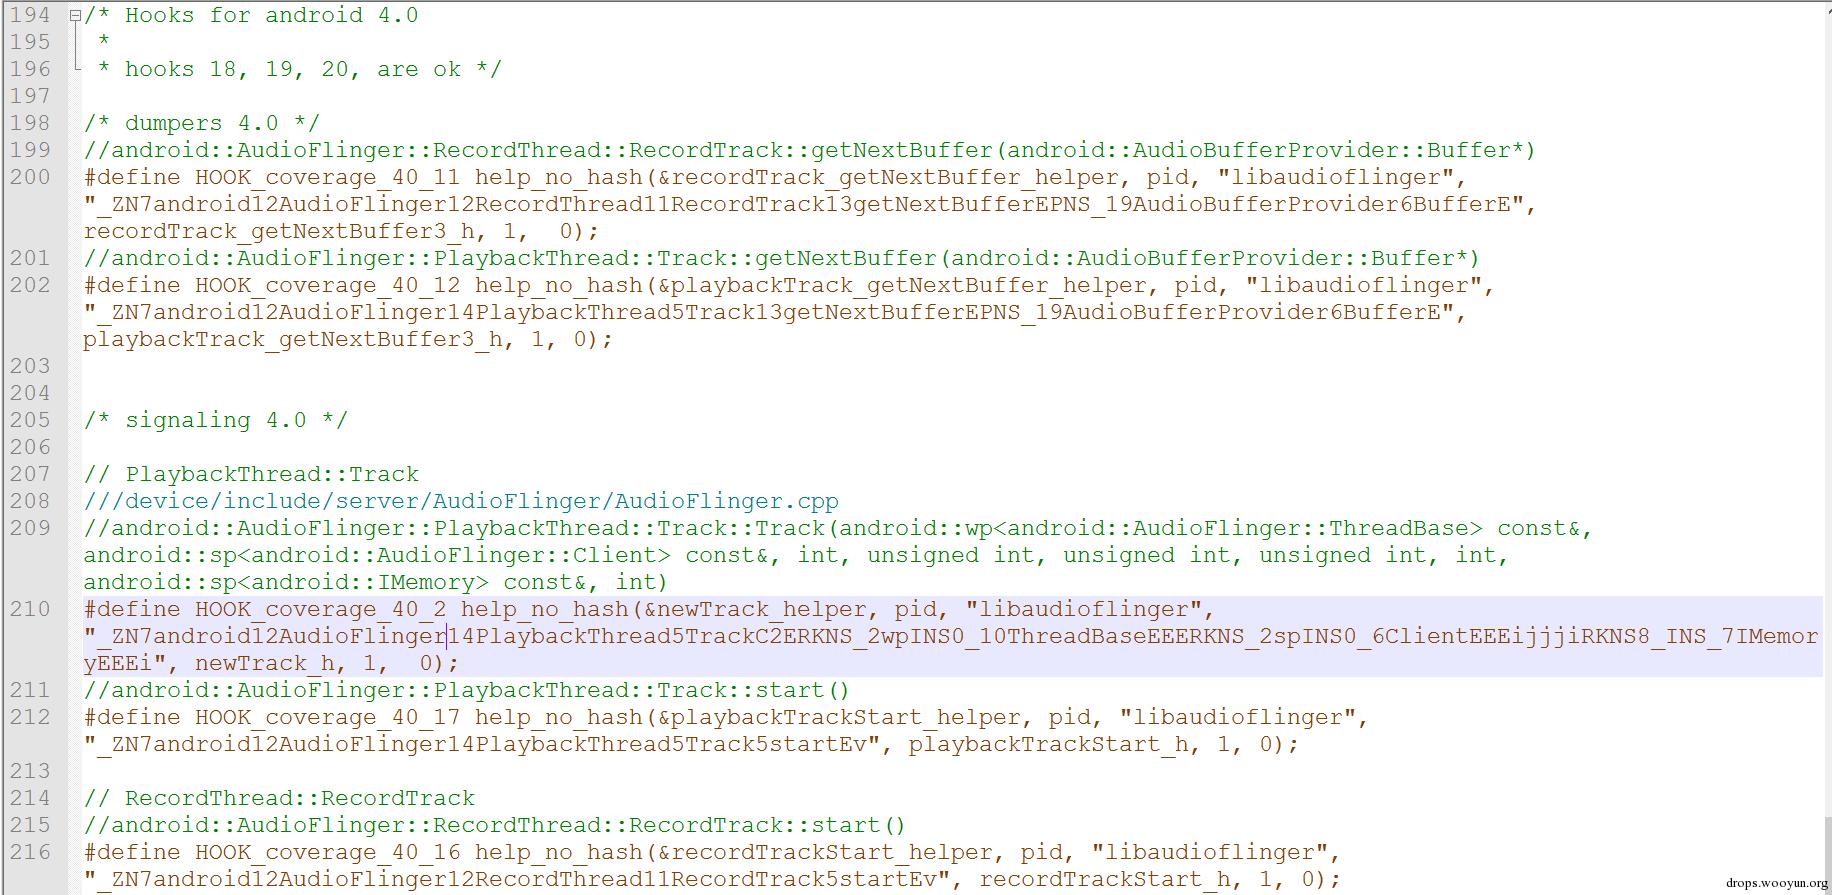 194 /* Hooks for android 4.0
195  *
196  * hooks 18, 19, 20, are ok */
197
198 /* dumpers 4.0 */
199 //android::AudioFlinger::RecordThread::RecordTrack::getNextBuffer(android::AudioBufferProvider::Buffer*)
200 #define HOOK_coverage_40_11 help_no_hash(&recordTrack_getNextBuffer_helper, pid, "libaudioflinger",
"_ZN7android12AudioFlinger12RecordThread11RecordTrack13getNextBufferEPNS_19AudioBufferProvider6BufferE",
recordTrack_getNextBuffer3_h, 1,  0);
201 //android::AudioFlinger::PlaybackThread::Track::getNextBuffer(android::AudioBufferProvider::Buffer*)
202 #define HOOK_coverage_40_12 help_no_hash(&playbackTrack_getNextBuffer_helper, pid, "libaudioflinger",
"_ZN7android12AudioFlinger14PlaybackThread5Track13getNextBufferEPNS_19AudioBufferProvider6BufferE",
playbackTrack_getNextBuffer3_h, 1, 0);
203
204
205 /* signaling 4.0 */
206
207 // PlaybackThread::Track
208 ///device/include/server/AudioFlinger/AudioFlinger.cpp
209 //android::AudioFlinger::PlaybackThread::Track::Track(android::wp<android::AudioFlinger::ThreadBase> const&,
android::sp<android::AudioFlinger::Client> const&, int, unsigned int, unsigned int, unsigned int, int,
android::sp<android::IMemory> const&, int)
210 #define HOOK_coverage_40_2 help_no_hash(&newTrack_helper, pid, "libaudioflinger",
"_ZN7android12AudioFlinger14PlaybackThread5TrackC2ERKNS_2wpINS0_10ThreadBaseEEERKNS_2spINS0_6ClientEEEijjjiRKNS8_INS_7IMemor
yEEEi", newTrack_h, 1,  0);
211 //android::AudioFlinger::PlaybackThread::Track::start()
212 #define HOOK_coverage_40_17 help_no_hash(&playbackTrackStart_helper, pid, "libaudioflinger",
"_ZN7android12AudioFlinger14PlaybackThread5Track5startEv", playbackTrackStart_h, 1, 0);
213
214 // RecordThread::RecordTrack
215 //android::AudioFlinger::RecordThread::RecordTrack::start()
216 #define HOOK_coverage_40_16 help_no_hash(&recordTrackStart_helper, pid, "libaudioflinger",
"_ZN7android12AudioFlinger12RecordThread11RecordTrack5startEv", recordTrackStart_h, 1, 0);
drops.wooyun.org